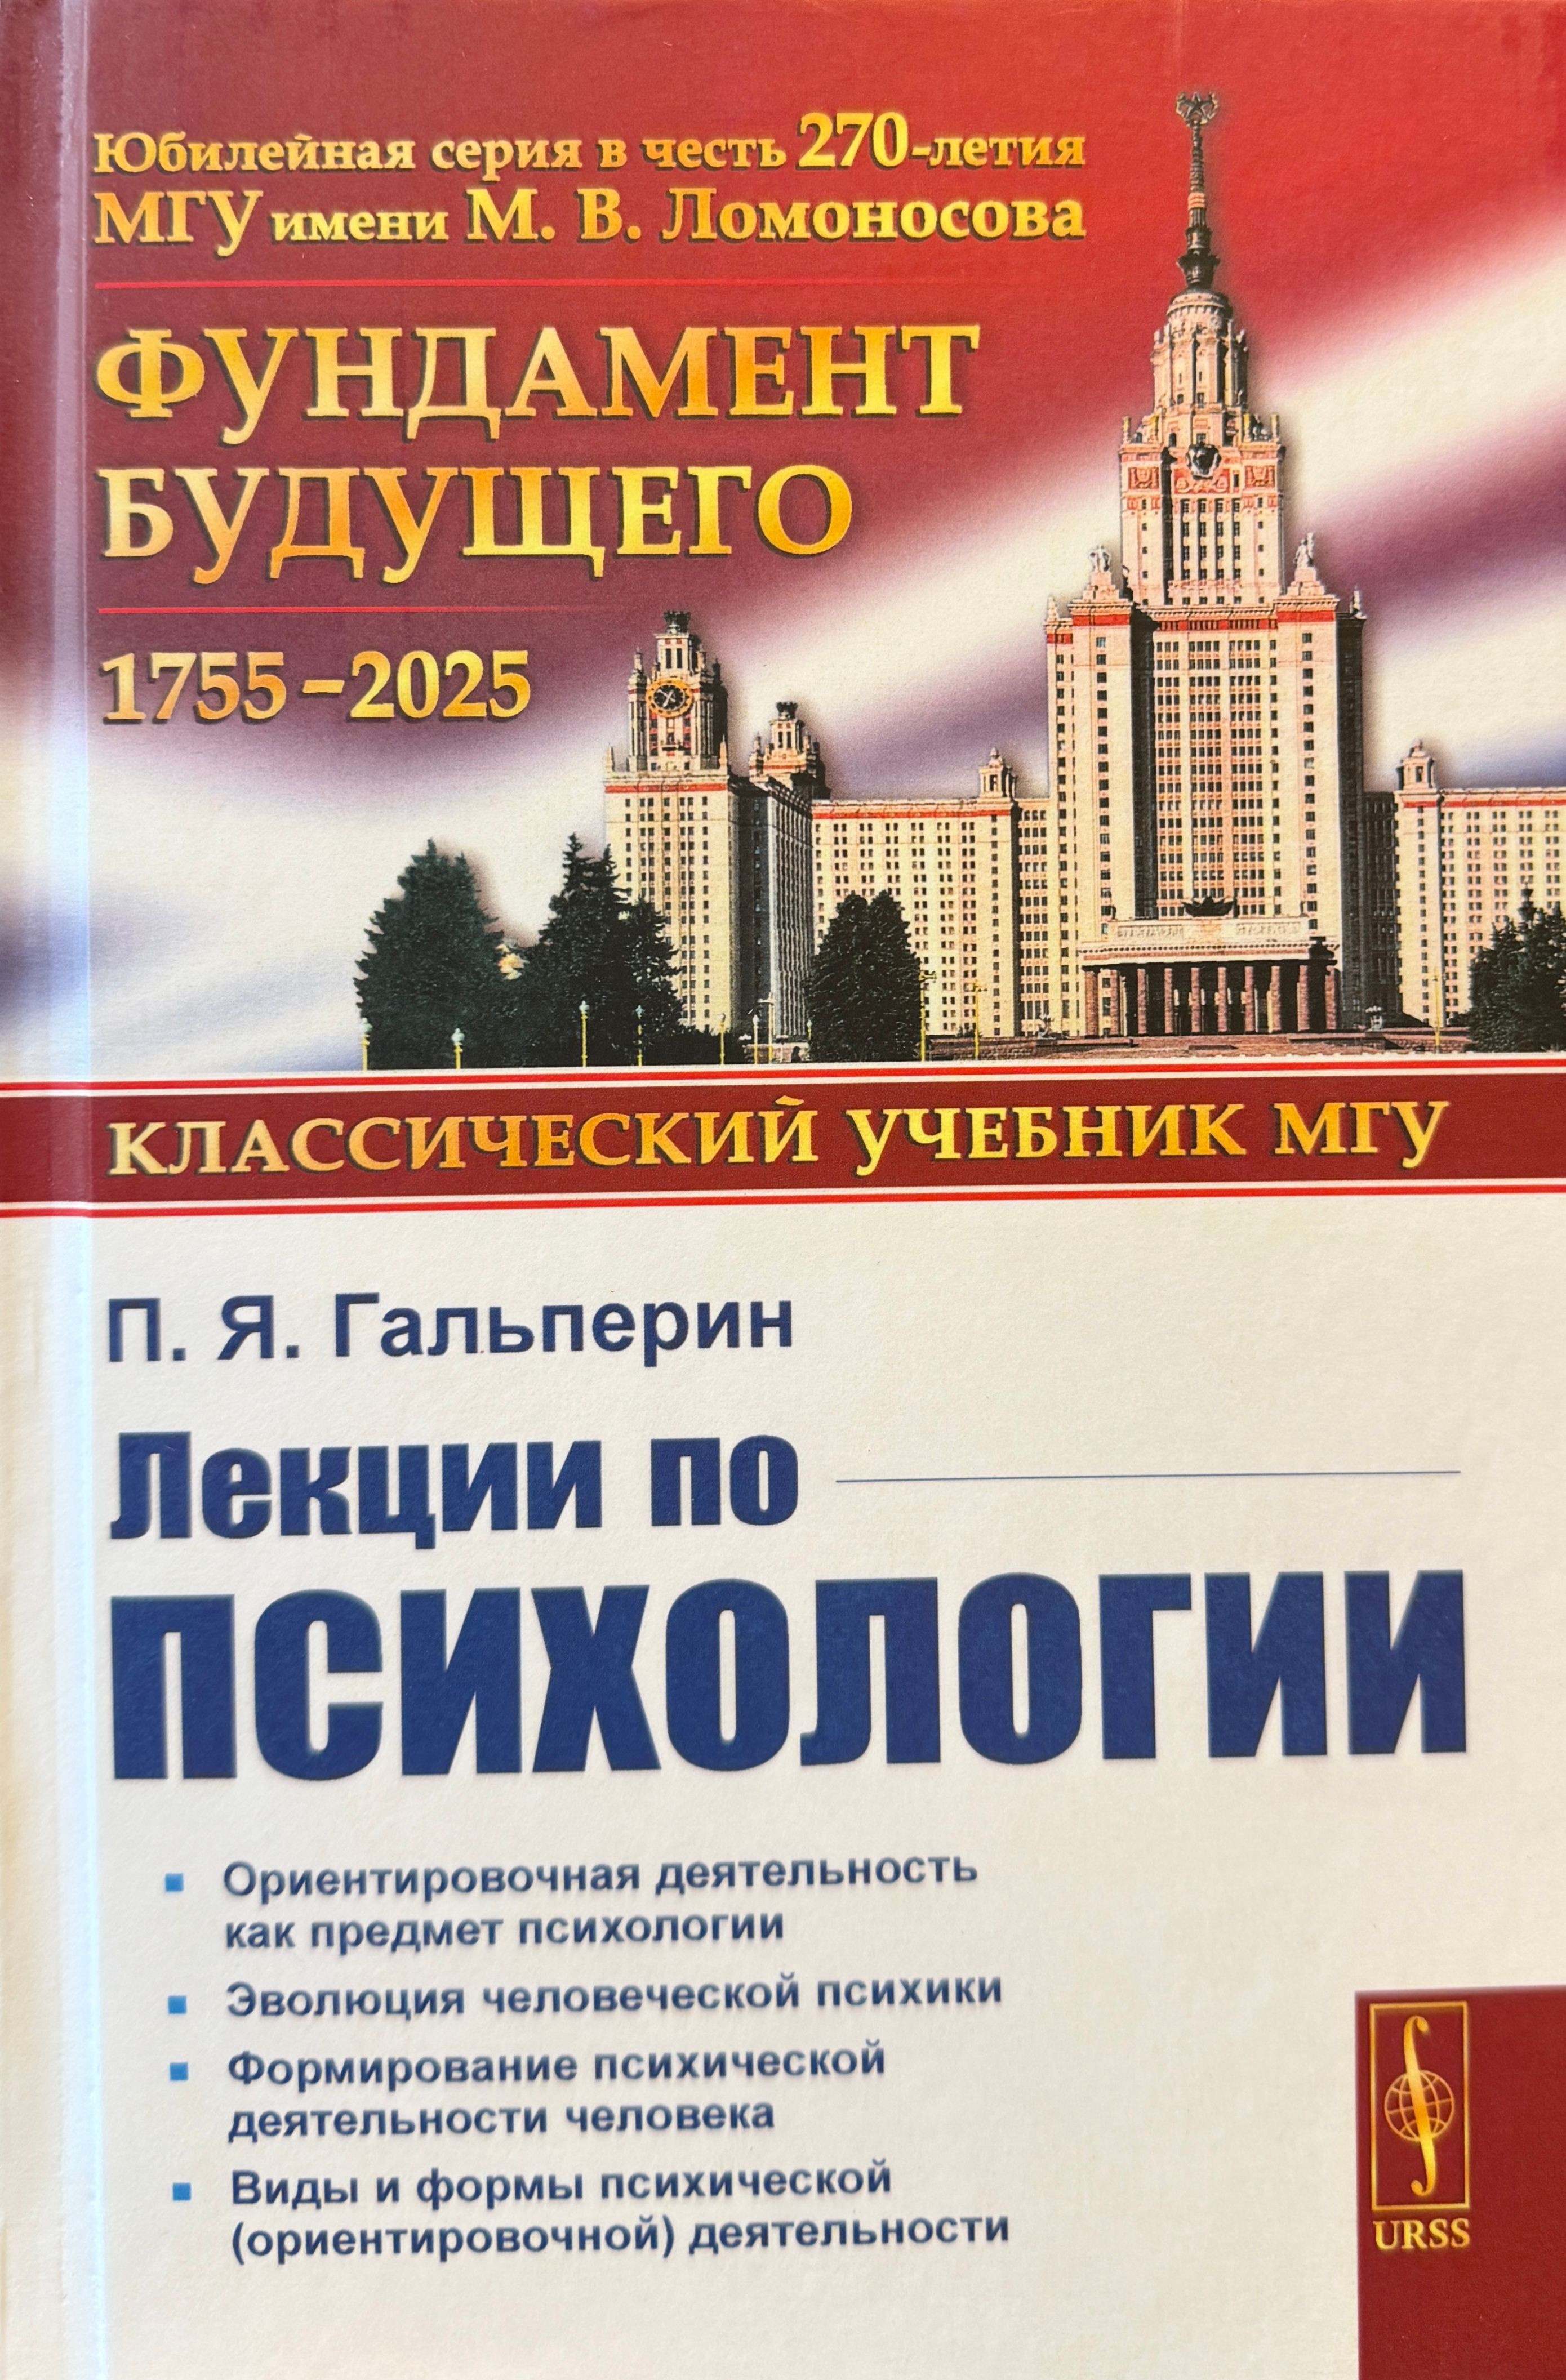 Юбилейная серия в честь 270-летия
МГУ имени М. В. Ломоносова
ФУНДАМЕНТ
БУДУЩЕГО
1755–2025
КЛАССИЧЕСКИЙ УЧЕБНИК МГУ
П. Я. Гальперин
Лекции по
ПСИХОЛОГИИ
▪ Ориентировочная деятельность
как предмет психологии
▪ Эволюция человеческой психики
▪ Формирование психической
деятельности человека
▪ Виды и формы психической
(ориентировочной) деятельности
URSS